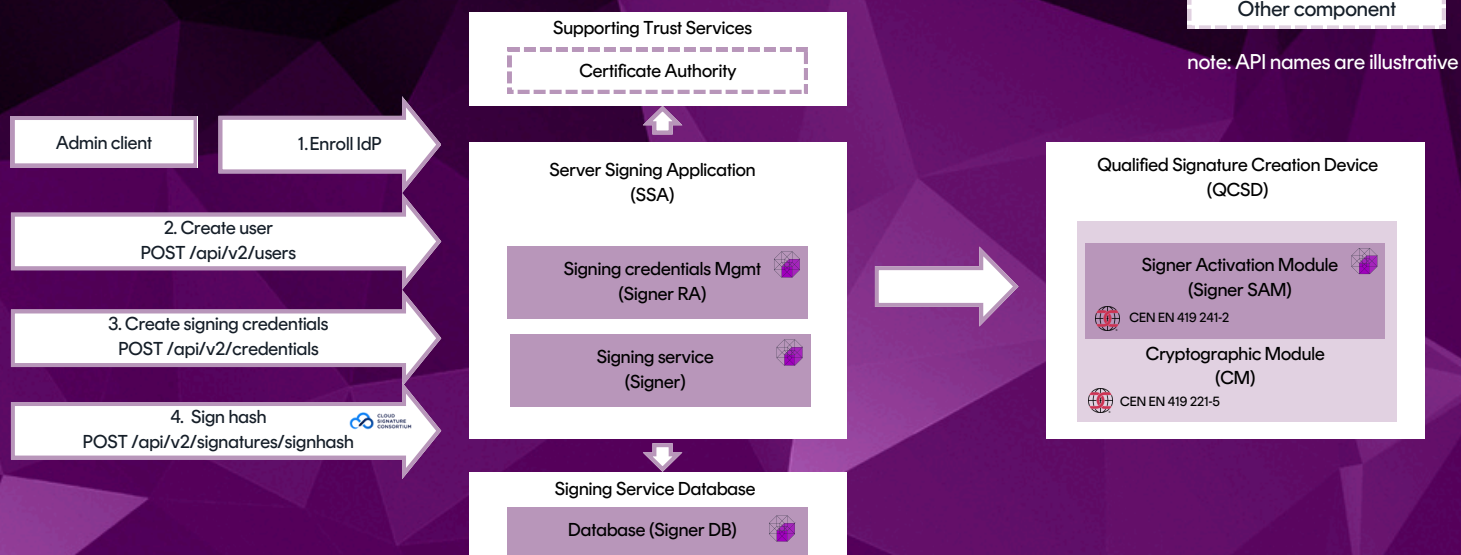 Other component
note: API names are illustrative
Supporting Trust Services
Certificate Authority
Admin client
1.Enroll IdP
2. Create user
POST /api/v2/users
3. Create signing credentials
POST /api/v2/credentials
4. Sign hash
POST /api/v2/signatures/signhash
CLOUD
SIGNATURE
CONSORTIUM
Server Signing Application
(SSA)
Signing credentials Mgmt
(Signer RA)
Signing service
(Signer)
Signing Service Database
Database (Signer DB)
Qualified Signature Creation Device
(QCSD)
Signer Activation Module
(Signer SAM)
CEN EN 419 241-2
Cryptographic Module
(CM)
CEN EN 419 221-5